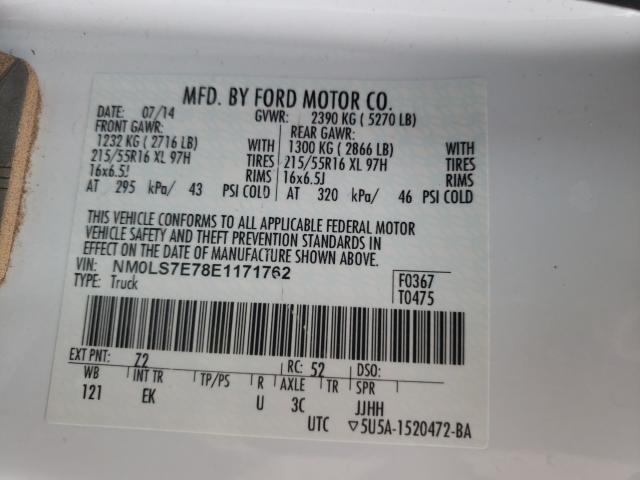 MFD. BY FORD MOTOR CO.
DATE: 07/14 GVWR: 2390 KG ( 5270 LB)
FRONT GAWR: REAR GAWR:
1232 KG ( 2716 LB) WITH 1300 KG ( 2866 LB) WITH
215/55R16 XL 97H TIRES 215/55R16 XL 97H TIRES
16x6.5J RIMS 16x6.5J RIMS
AT 295 kPa/ 43 PSI COLD AT 320 kPa/ 46 PSI COLD
THIS VEHICLE CONFORMS TO ALL APPLICABLE FEDERAL MOTOR
VEHICLE SAFETY AND THEFT PREVENTION STANDARDS IN
EFFECT ON THE DATE OF MANUFACTURE SHOWN ABOVE.
VIN: NM0LS7E78E1171762 F0367
TYPE: Truck T0475
EXT PNT: Z2 RC: 52 DSO:
WB INT TR TP/PS R AXLE TR SPR
121 EK U 3C JJHH
UTC ▽5U5A-1520472-BA